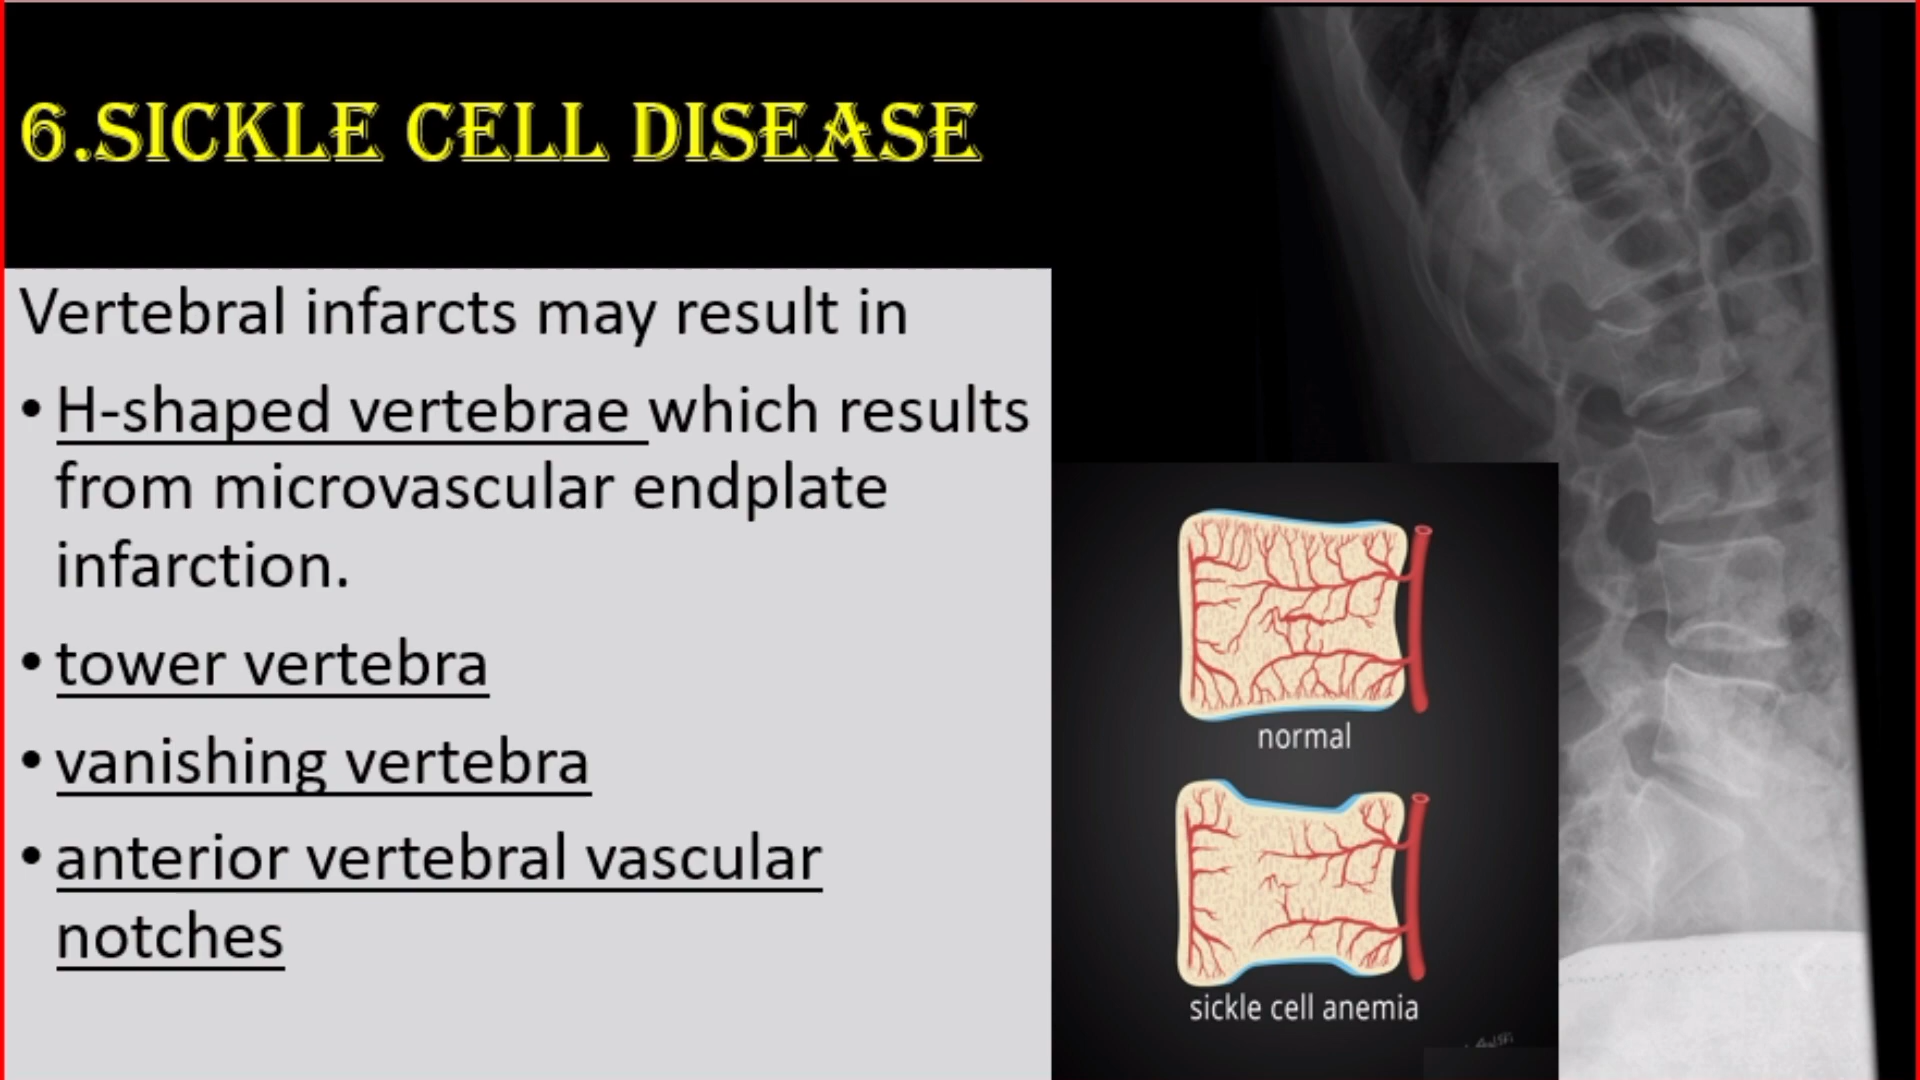 6.SICKLE CELL DISEASE
Vertebral infarcts may result in
• H-shaped vertebrae which results
from microvascular endplate
infarction.
• tower vertebra
• vanishing vertebra
• anterior vertebral vascular
notches
normal
sickle cell anemia